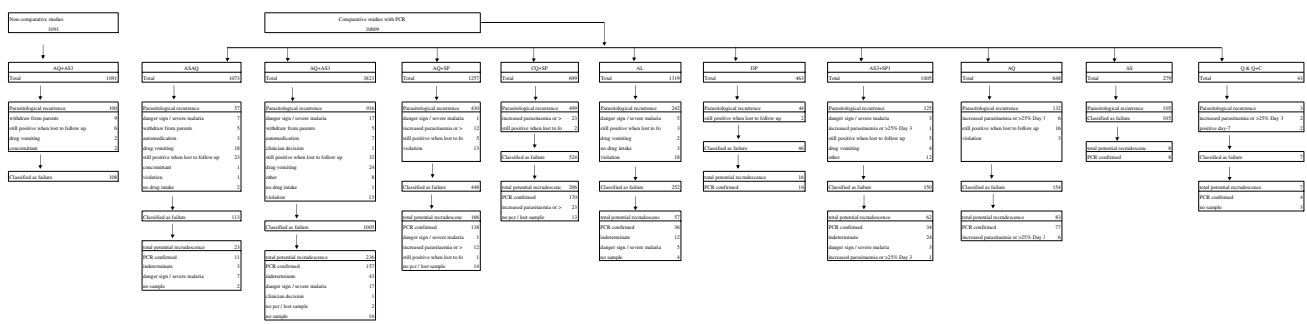 Non-comparative studies
1091
Comparative studies with PCR
10609
AQ+AS3
Total 1091
Parasitological recurrence 100
withdraw from parents 9
still positive when lost to follow up 6
drug vomiting 2
concommittant 2
Classified as failure 108
ASAQ
Total 1073
Parasitological recurrence 57
danger sign / severe malaria 7
withdraw from parents 5
automedication 3
drug vomiting 18
still positive when lost to follow up 23
concomittant 1
violation 1
no drug intake 2
Classified as failure 113
total potential recrudescence 23
PCR confirmed 11
indeterminate 3
danger sign / severe malaria 7
no sample 2
AQ+AS3
Total 3823
Parasitological recurrence 916
danger sign / severe malaria 17
withdraw from parents 5
automedication 7
clinician decision 1
still positive when lost to follow up 32
drug vomiting 24
other 8
no drug intake 1
violation 15
Classified as failure 1005
total potential recrudescence 236
PCR confirmed 157
indeterminate 43
danger sign / severe malaria 17
clinician decision 1
no pcr / lost sample 2
no sample 16
AQ+SP
Total 1257
Parasitological recurrence 430
danger sign / severe malaria 1
increased parasitaemia or > 12
still positive when lost to fo 5
violation 13
Classified as failure 448
total potential recrudescenc 166
PCR confirmed 138
danger sign / severe malaria 1
increased parasitaemia or > 12
still positive when lost to fo 1
no pcr / lost sample 14
CQ+SP
Total 699
Parasitological recurrence 499
increased parasitaemia or > 23
still positive when lost to fo 2
Classified as failure 524
total potential recrudescenc 206
PCR confirmed 170
increased parasitaemia or > 23
no pcr / lost sample 13
AL
Total 1319
Parasitological recurrence 242
danger sign / severe malaria 5
still positive when lost to fo 3
drug vomiting 2
no drug intake 3
violation 18
Classified as failure 252
total potential recrudescenc 57
PCR confirmed 36
indeterminate 12
danger sign / severe malaria 5
no sample 4
DP
Total 463
Parasitological recurrence 44
still positive when lost to follow up 2
Classified as failure 46
total potential recrudescence 16
PCR confirmed 16
AS3+SP1
Total 1005
Parasitological recurrence 125
danger sign / severe malaria 3
increased parasitaemia or >25% Day 3 1
still positive when lost to follow up 5
drug vomiting 4
other 12
Classified as failure 150
total potential recrudescence 62
PCR confirmed 34
indeterminate 24
danger sign / severe malaria 3
increased parasitaemia or >25% Day 3 1
AQ
Total 648
Parasitological recurrence 132
increased parasitaemia or >25% Day 3 6
still positive when lost to follow up 16
violation 3
Classified as failure 154
total potential recrudescence 83
PCR confirmed 77
increased parasitaemia or >25% Day 3 6
AS
Total 279
Parasitological recurrence 105
Classified as failure 105
total potential recrudescence 8
PCR confirmed 8
Q & Q+C
Total 43
Parasitological recurrence 3
increased parasitaemia or >25% Day 3 2
positive day-7 2
Classified as failure 7
total potential recrudescence 7
PCR confirmed 4
no sample 3